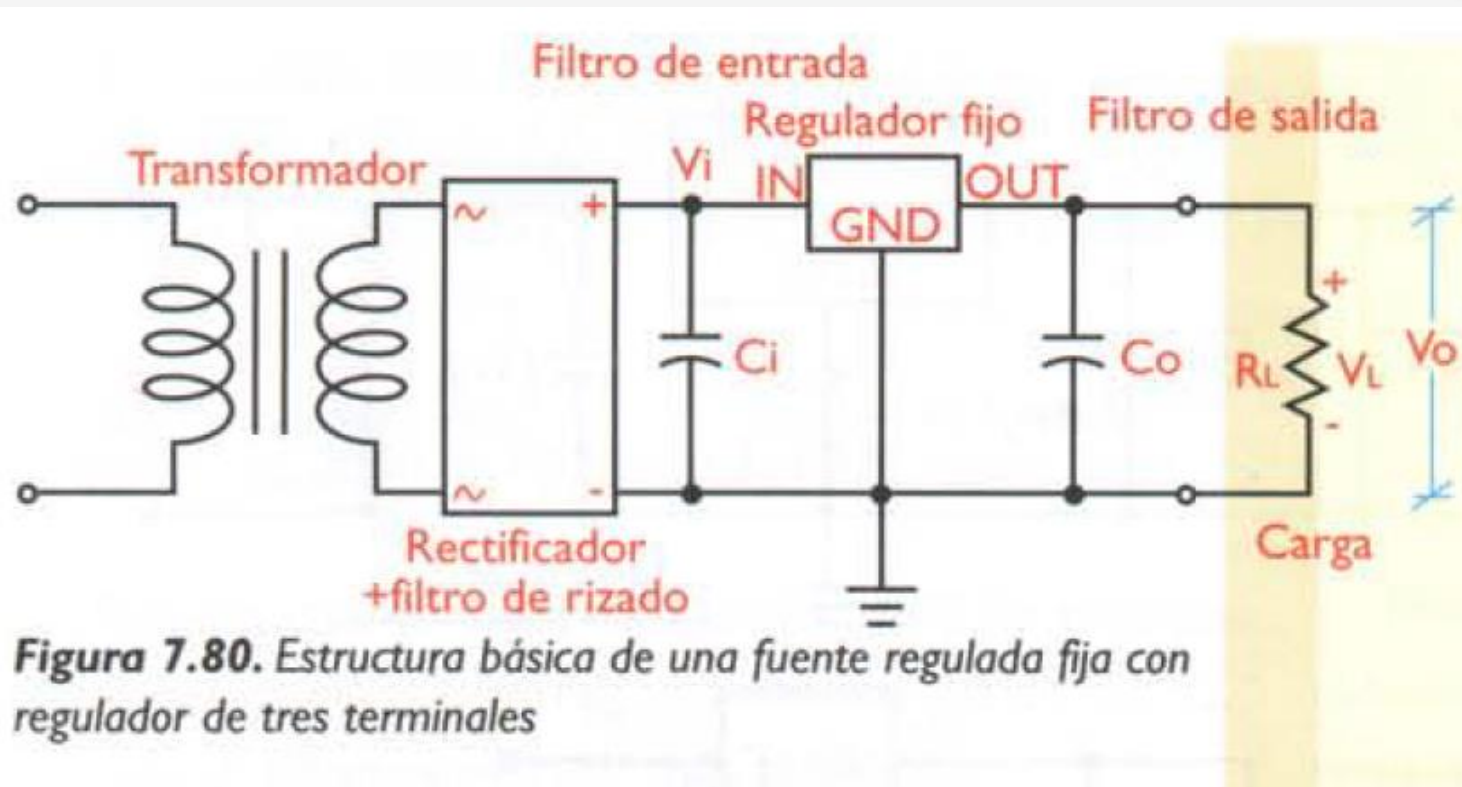 Filtro de entrada
Regulador fijo
Filtro de salida
Transformador
Vi
IN
OUT
GND
~
+
Ci
Co
+
RL
VL
Vo
-
~
-
Carga
Rectificador
+filtro de rizado
Figura 7.80. Estructura básica de una fuente regulada fija con
regulador de tres terminales